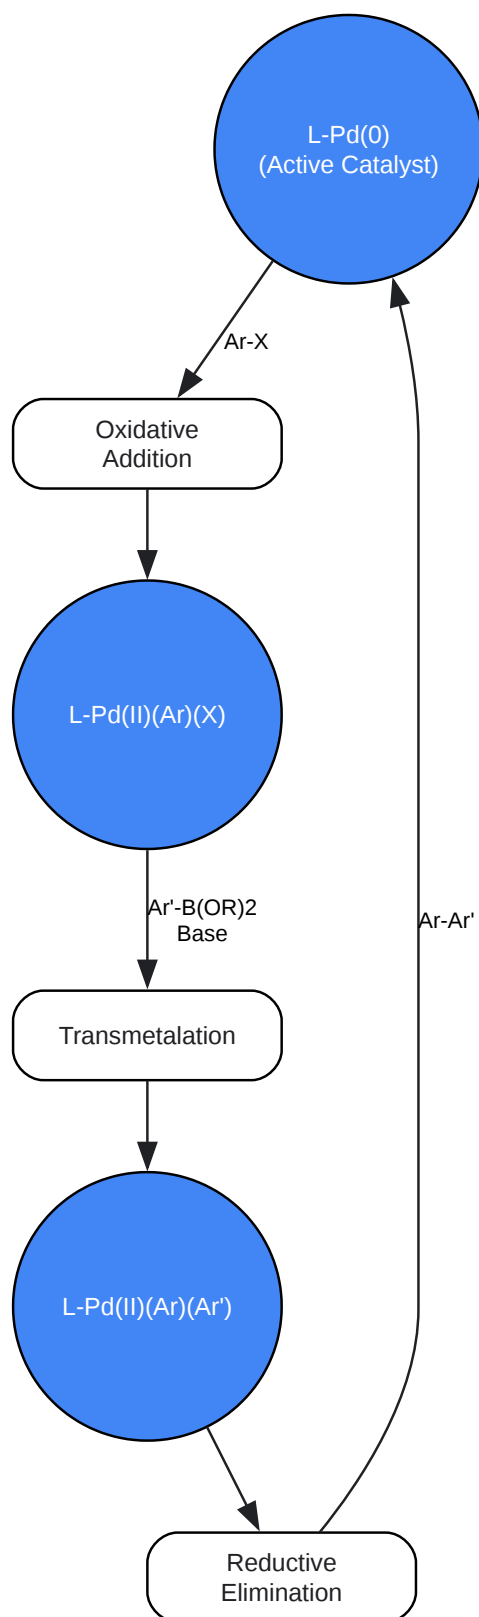 L-Pd(0)
(Active Catalyst)
Ar-X
Oxidative
Addition
L-Pd(II)(Ar)(X)
Ar'-B(OR)2
Base
Ar-Ar'
Transmetalation
L-Pd(II)(Ar)(Ar')
Reductive
Elimination